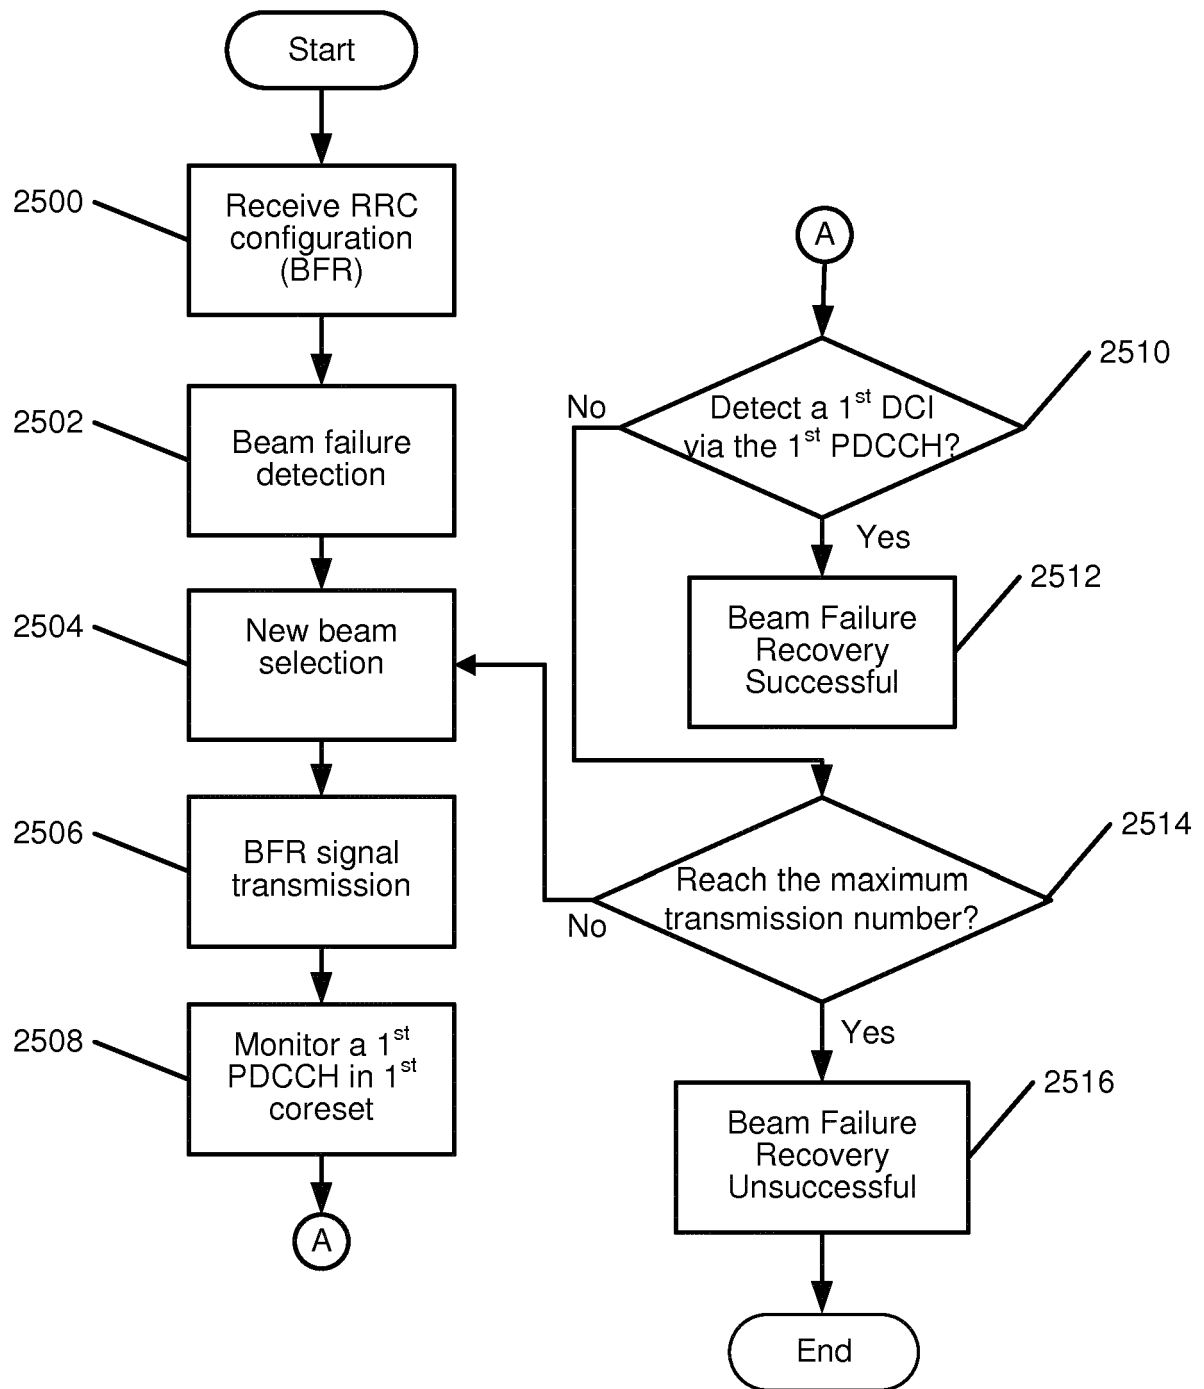 Start
2500
Receive RRC
configuration
(BFR)
2502
Beam failure
detection
2504
New beam
selection
2506
BFR signal
transmission
2508
Monitor a 1st
PDCCH in 1st
coreset
A
A
2510
Detect a 1st DCI
via the 1st PDCCH?
No
Yes
2512
Beam Failure
Recovery
Successful
2514
Reach the maximum
transmission number?
No
Yes
2516
Beam Failure
Recovery
Unsuccessful
End